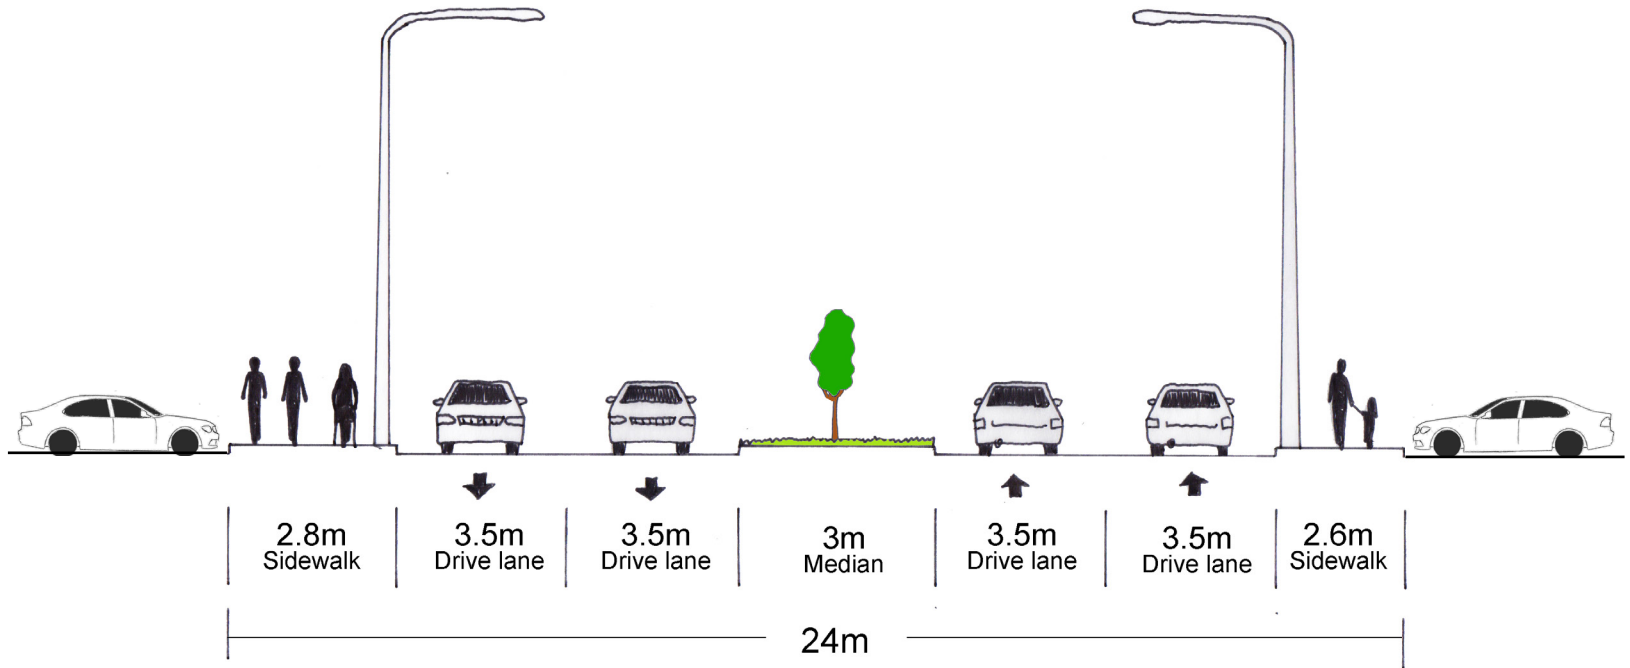 2.8m
Sidewalk
3.5m
Drive lane
3.5m
Drive lane
3m
Median
3.5m
Drive lane
3.5m
Drive lane
2.6m
Sidewalk
24m